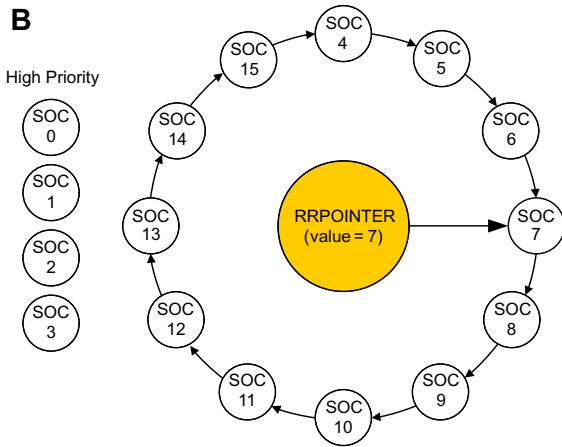 B
High Priority
SOC
0
SOC
1
SOC
2
SOC
3
SOC
4
SOC
5
SOC
6
SOC
7
SOC
8
SOC
9
SOC
10
SOC
11
SOC
12
SOC
13
SOC
14
SOC
15
RRPOINTER
(value = 7)